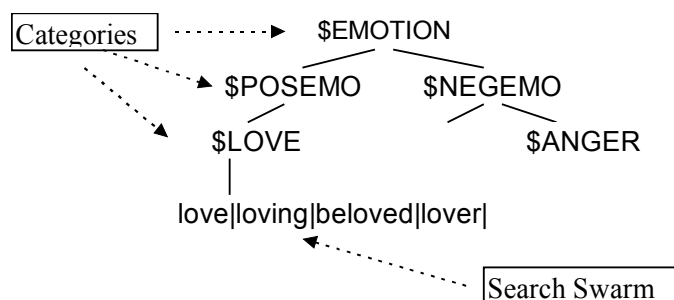 Categories
$EMOTION
$POSEMO $NEGEMO
$LOVE $ANGER
love|loving|beloved|lover|
Search Swarm